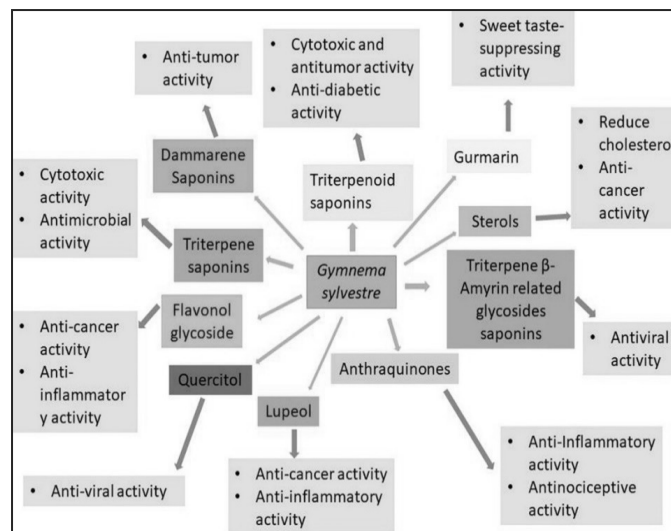 • Sweet taste-
suppressing
activity
• Cytotoxic and
antitumor activity
• Anti-diabetic
activity
• Anti-tumor
activity
• Reduce
cholestero
• Anti-
cancer
activity
Dammarene
Saponins
Gurmarin
Triterpenoid
saponins
• Cytotoxic
activity
• Antimicrobial
activity
Sterols
Triterpene
saponins
Gymnema
sylvestre
Triterpene β-
Amyrin related
glycosides
saponins
Flavonol
glycoside
• Anti-cancer
activity
• Anti-
inflammator
y activity
• Antiviral
activity
Quercitol
Anthraquinones
Lupeol
• Anti-viral activity
• Anti-cancer activity
• Anti-inflammatory
activity
• Anti-Inflammatory
activity
• Antinociceptive
activity